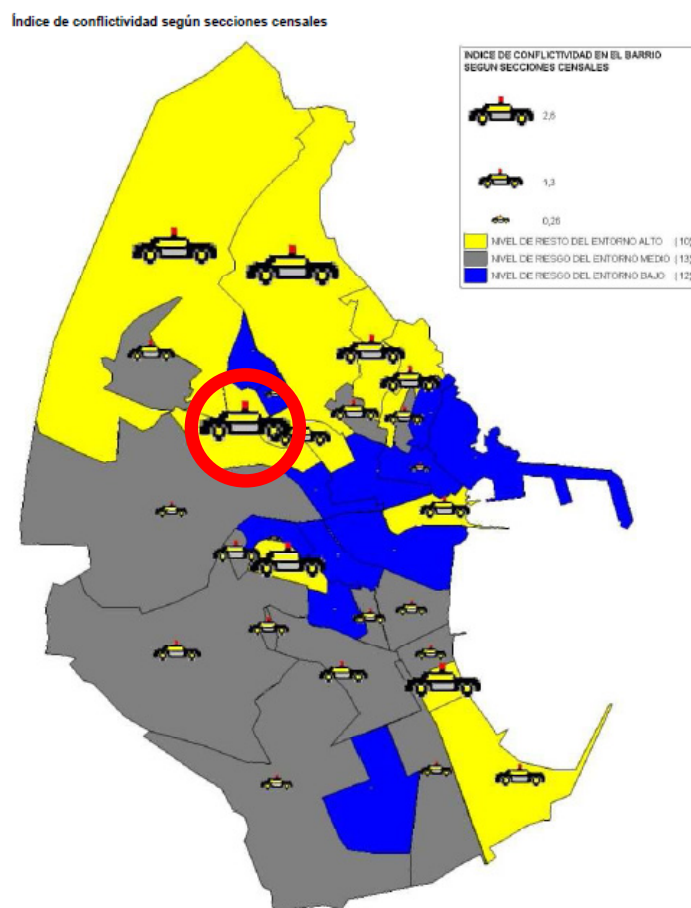 Índice de conflictividad según secciones censales
INDICE DE CONFLICTIVIDAD EN EL BARRIO
SEGUN SECCIONES CENSALES
2,6
1,3
0,26
NIVEL DE RIESTO DEL ENTORNO ALTO (10)
NIVEL DE RIESGO DEL ENTORNO MEDIO (13)
NIVEL DE RIESGO DEL ENTORNO BAJO (12)